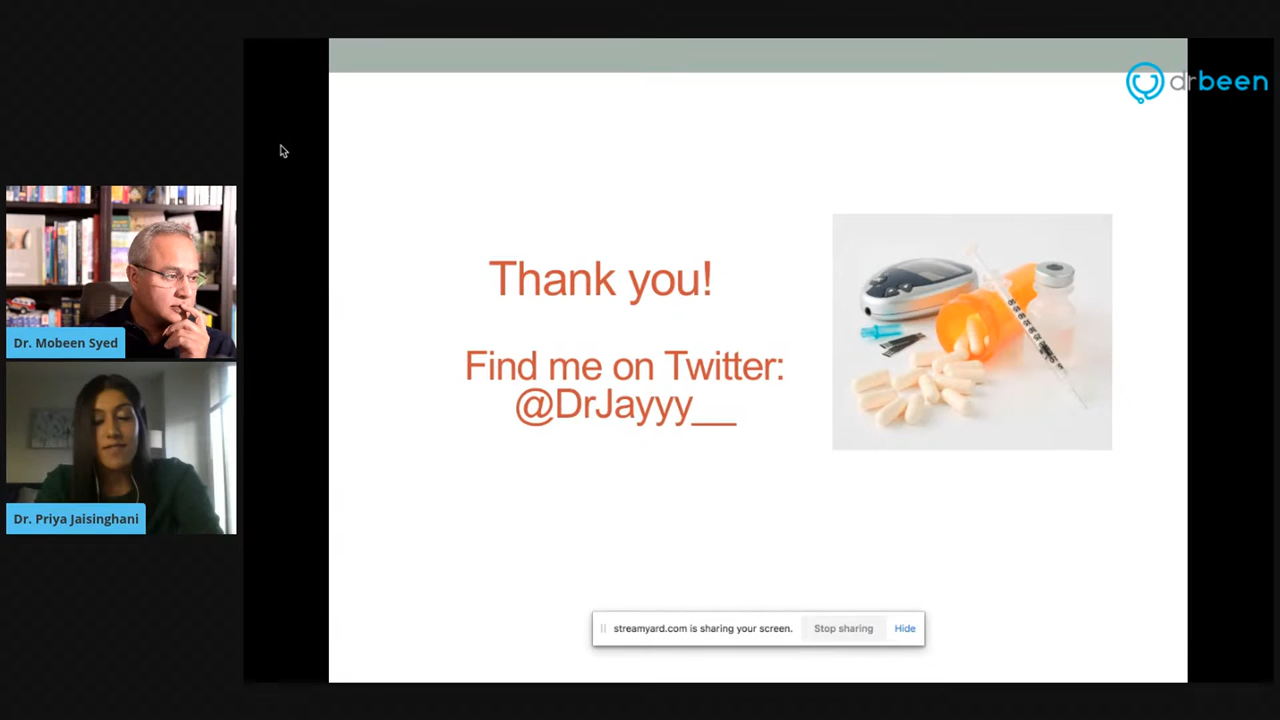 drbeen
Thank you!
Find me on Twitter:
@DrJayyy__
Dr. Mobeen Syed
Dr. Priya Jaisinghani
streamyard.com is sharing your screen.
Stop sharing
Hide